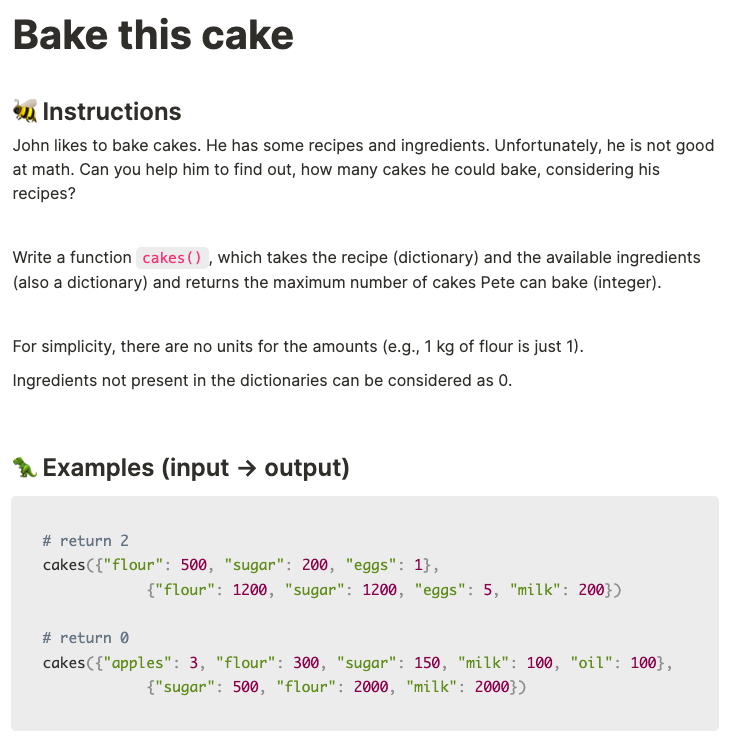 Bake this cake
🐝 Instructions
John likes to bake cakes. He has some recipes and ingredients. Unfortunately, he is not good
at math. Can you help him to find out, how many cakes he could bake, considering his
recipes?
Write a function cakes(), which takes the recipe (dictionary) and the available ingredients
(also a dictionary) and returns the maximum number of cakes Pete can bake (integer).
For simplicity, there are no units for the amounts (e.g., 1 kg of flour is just 1).
Ingredients not present in the dictionaries can be considered as 0.
🦖 Examples (input → output)
# return 2
cakes({"flour": 500, "sugar": 200, "eggs": 1},
{"flour": 1200, "sugar": 1200, "eggs": 5, "milk": 200})
# return 0
cakes({"apples": 3, "flour": 300, "sugar": 150, "milk": 100, "oil": 100},
{"sugar": 500, "flour": 2000, "milk": 2000})